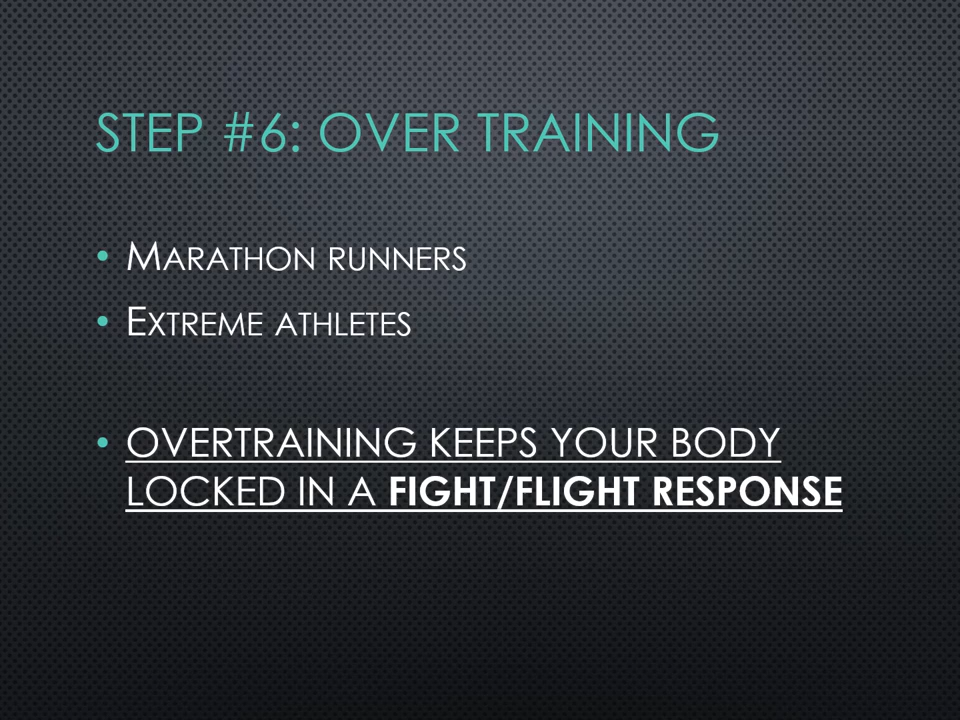 STEP #6: OVER TRAINING
• MARATHON RUNNERS
• EXTREME ATHLETES
• OVERTRAINING KEEPS YOUR BODY
LOCKED IN A FIGHT/FLIGHT RESPONSE